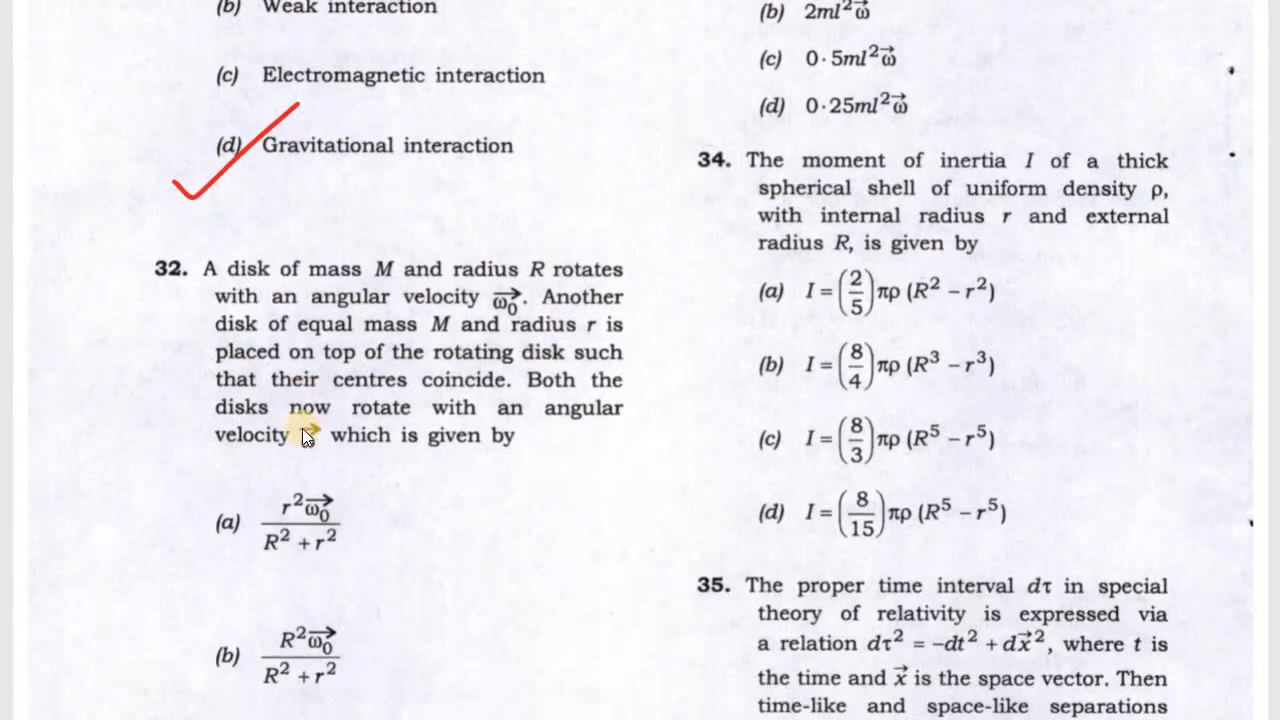 (b) Weak interaction
(c) Electromagnetic interaction
(d) Gravitational interaction
32. A disk of mass M and radius R rotates
with an angular velocity ω₀⃗. Another
disk of equal mass M and radius r is
placed on top of the rotating disk such
that their centres coincide. Both the
disks now rotate with an angular
velocity which is given by
(a) r²ω₀⃗ / R² + r²
(b) R²ω₀⃗ / R² + r²
(b) 2ml²ω⃗
(c) 0·5ml²ω⃗
(d) 0·25ml²ω⃗
34. The moment of inertia I of a thick
spherical shell of uniform density ρ,
with internal radius r and external
radius R, is given by
(a) I = (2/5)πρ (R² – r²)
(b) I = (8/4)πρ (R³ – r³)
(c) I = (8/3)πρ (R⁵ – r⁵)
(d) I = (8/15)πρ (R⁵ – r⁵)
35. The proper time interval dτ in special
theory of relativity is expressed via
a relation dτ² = –dt² + dx⃗², where t is
the time and x⃗ is the space vector. Then
time-like and space-like separations